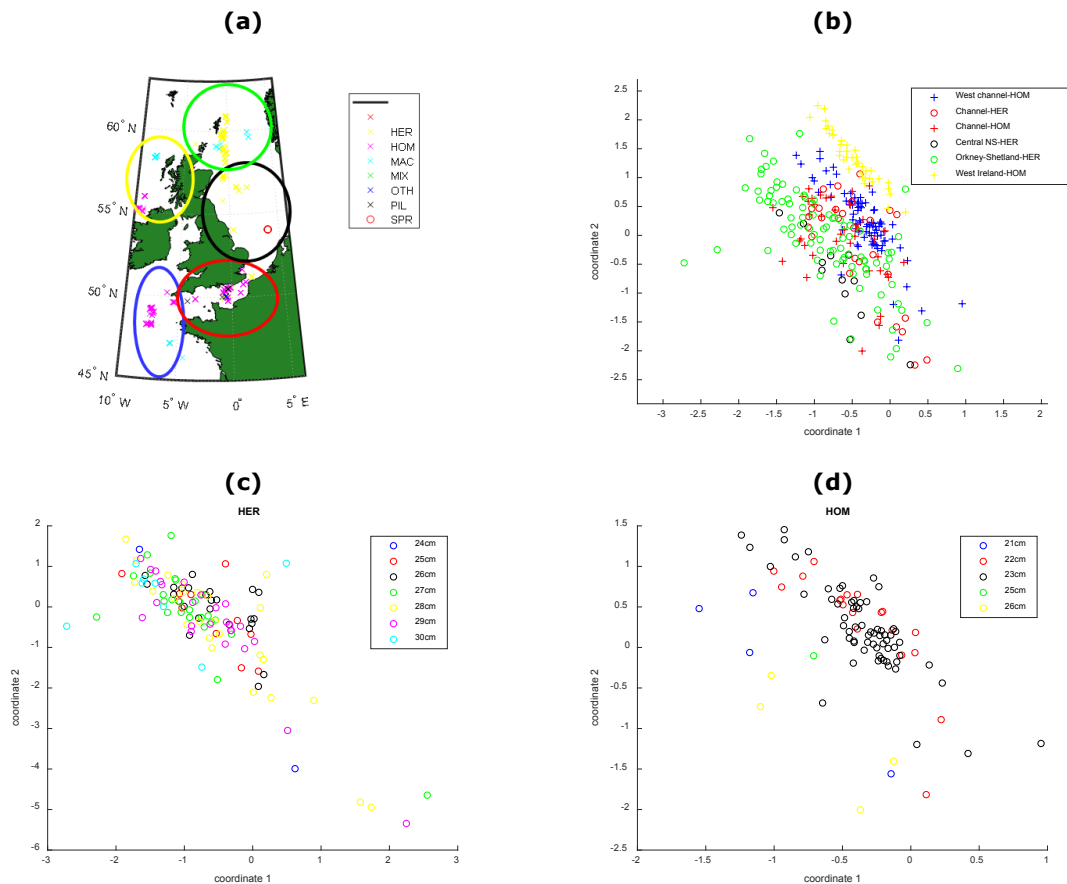 (a)
60° N
55° N
50° N
45° N
10° W
5° W
0°
5° E
HER
HOM
MAC
MIX
OTH
PIL
SPR
(b)
2.5
2
1.5
1
0.5
0
-0.5
-1
-1.5
-2
-2.5
-3 -2.5 -2 -1.5 -1 -0.5 0 0.5 1 1.5 2
coordinate 1
coordinate 2
West channel-HOM
Channel-HER
Channel-HOM
Central NS-HER
Orkney-Shetland-HER
West Ireland-HOM
(c)
HER
2
1
0
-1
-2
-3
-4
-5
-6
-3 -2 -1 0 1 2 3
coordinate 1
coordinate 2
24cm
25cm
26cm
27cm
28cm
29cm
30cm
(d)
HOM
1.5
1
0.5
0
-0.5
-1
-1.5
-2
-2.5
-2 -1.5 -1 -0.5 0 0.5 1
coordinate 1
coordinate 2
21cm
22cm
23cm
25cm
26cm